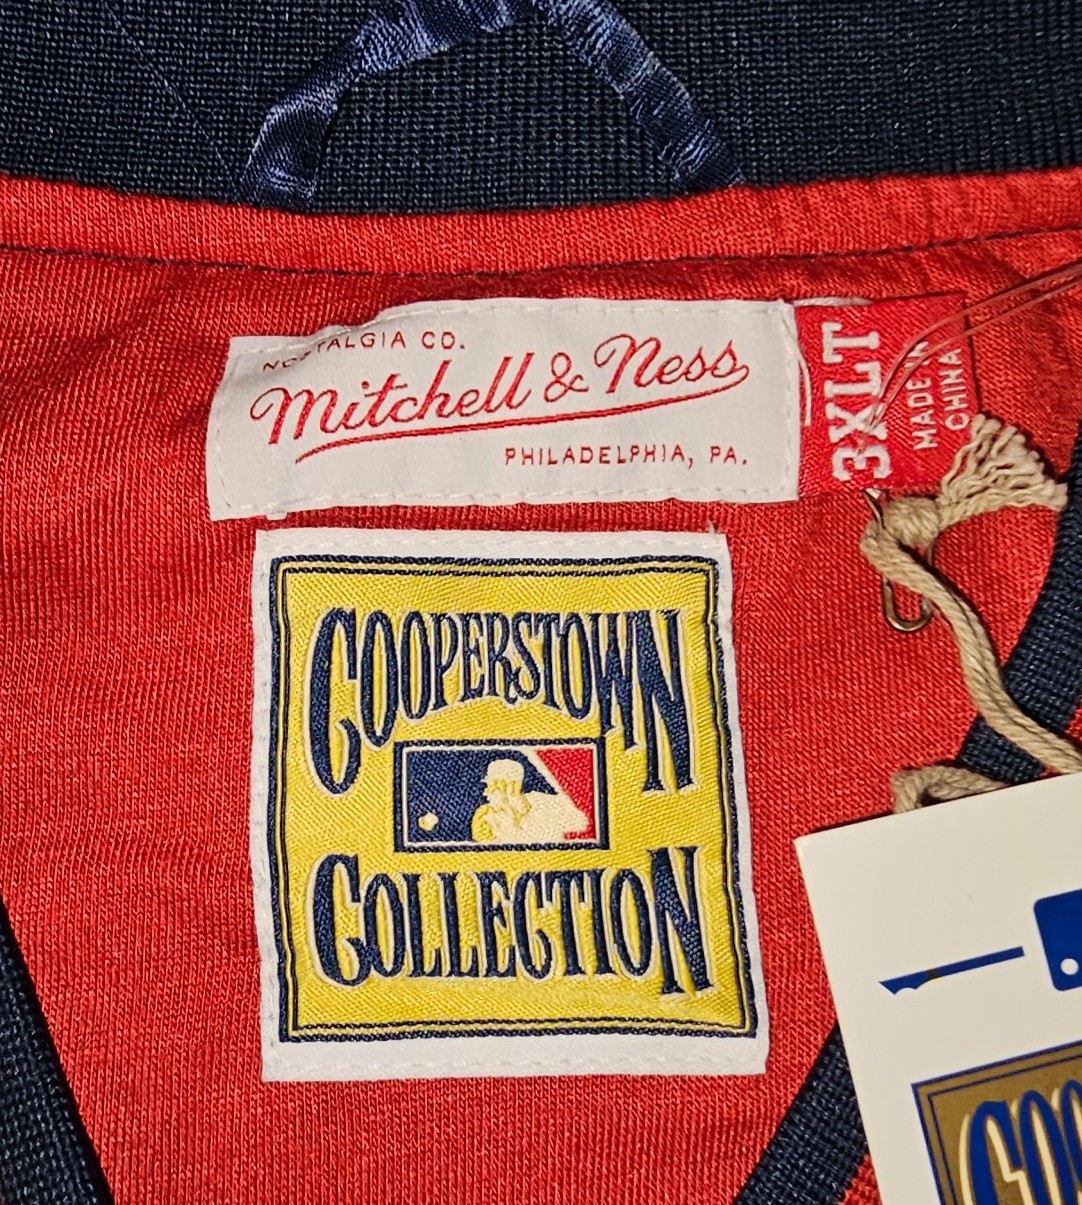 NOSTALGIA CO.
Mitchell & Ness
PHILADELPHIA, PA.
3XLT
MADE IN
CHINA
COOPERSTOWN
COLLECTION